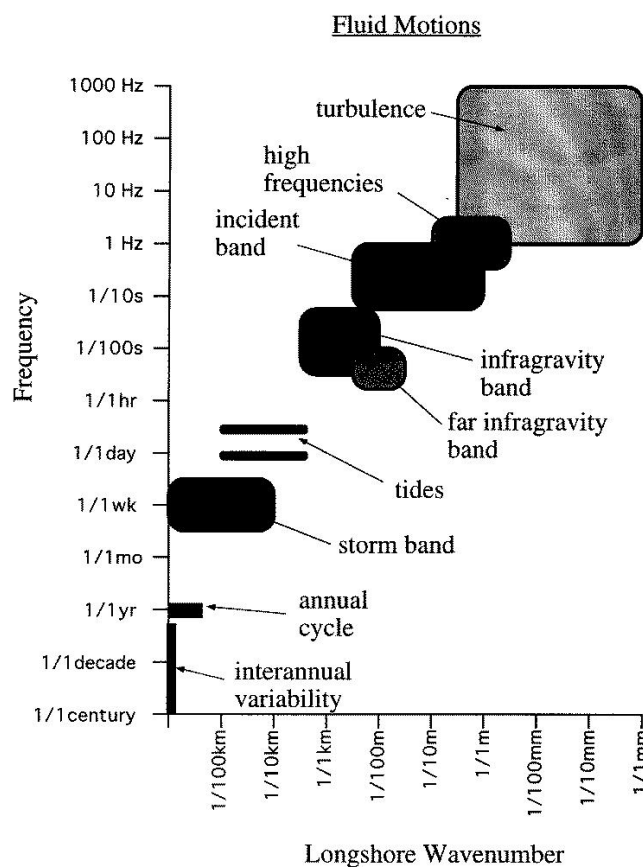 Fluid Motions
1000 Hz
100 Hz
10 Hz
1 Hz
1/10s
1/100s
1/1hr
1/1day
1/1wk
1/1mo
1/1yr
1/1decade
1/1century
Frequency
turbulence
high
frequencies
incident
band
infragravity
band
far infragravity
band
tides
storm band
annual
cycle
interannual
variability
1/100km
1/10km
1/1km
1/100m
1/10m
1/1m
1/100mm
1/10mm
1/1mm
Longshore Wavenumber